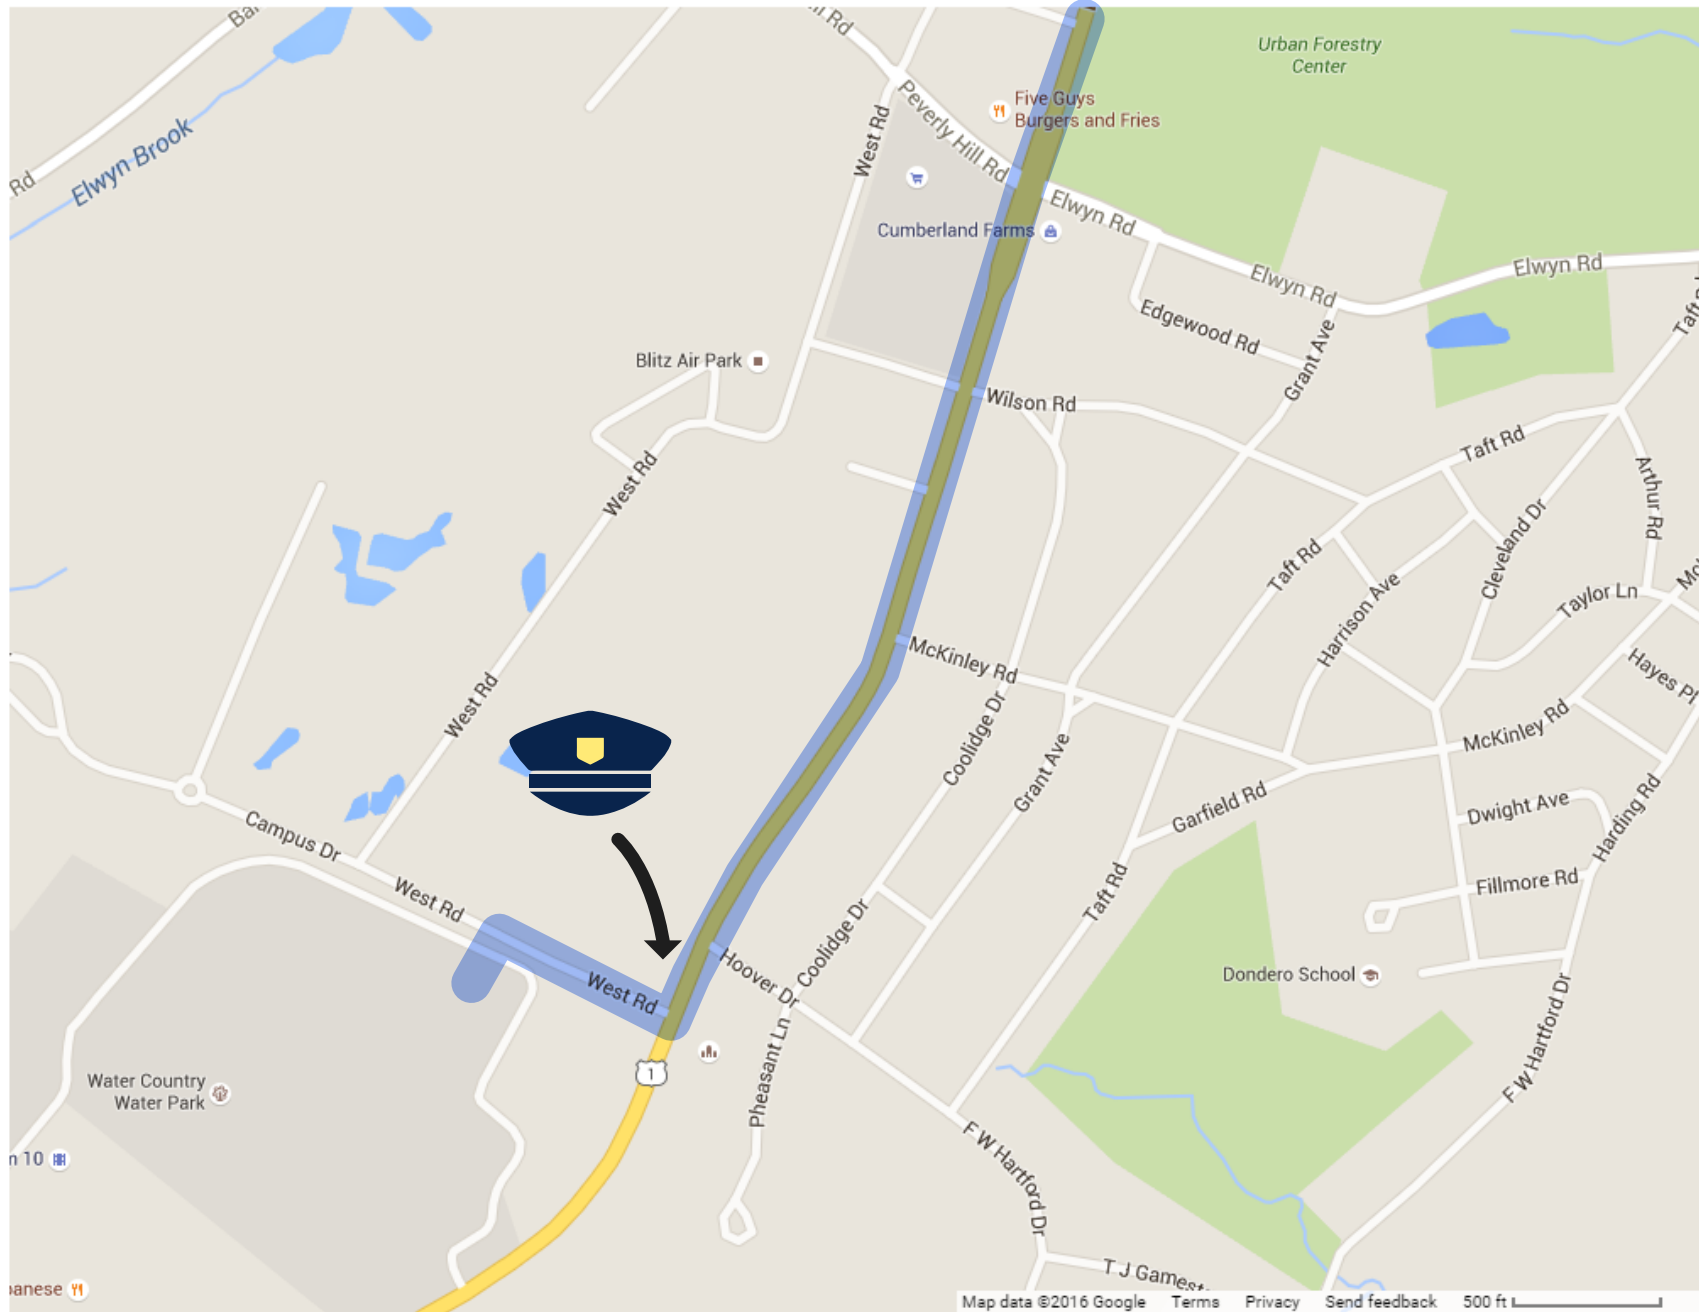 Urban Forestry
Center
Rd
Five Guys
Burgers and Fries
Peverly Hill Rd
West Rd
Elwyn Brook
Rd
Cumberland Farms
Elwyn Rd
Elwyn Rd
Elwyn Rd
Edgewood Rd
Grant Ave
Blitz Air Park
Wilson Rd
Taft Rd
West Rd
Arthur Rd
Cleveland Dr
Taft Rd
Harrison Ave
Taylor Ln
McKinley Rd
Hayes Pl
West Rd
Coolidge Dr
Grant Ave
McKinley Rd
Garfield Rd
Dwight Ave
Harding Rd
Campus Dr
West Rd
Fillmore Rd
Taft Rd
Coolidge Dr
Hoover Dr
West Rd
Dondero School
F W Hartford Dr
1
Pheasant Ln
Water Country
Water Park
10
F W Hartford Dr
T J Gamest
Map data ©2016 Google Terms Privacy Send feedback 500 ft